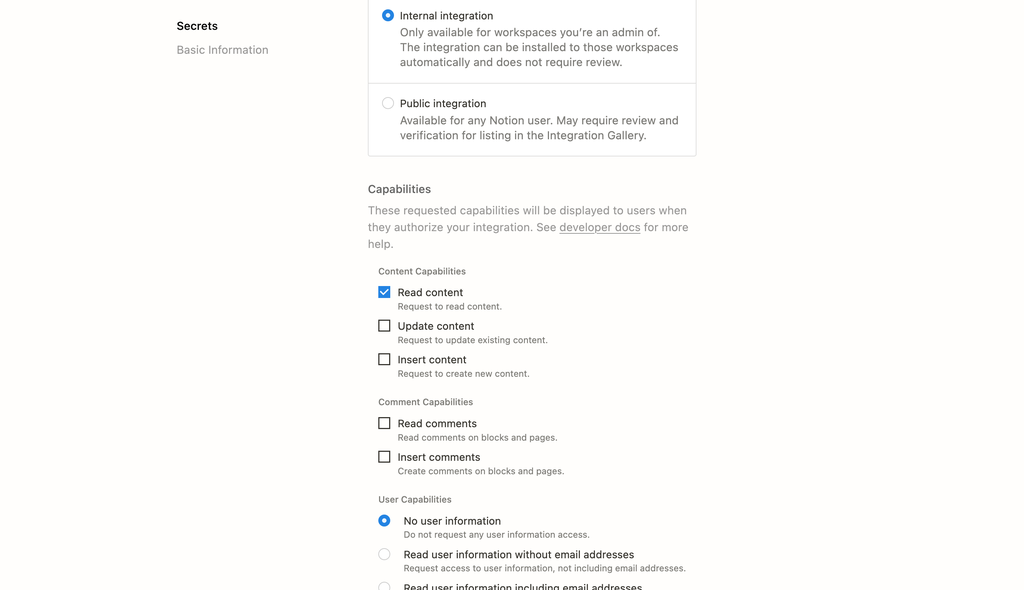 Secrets
Basic Information
Internal integration
Only available for workspaces you're an admin of.
The integration can be installed to those workspaces
automatically and does not require review.
Public integration
Available for any Notion user. May require review and
verification for listing in the Integration Gallery.
Capabilities
These requested capabilities will be displayed to users when
they authorize your integration. See developer docs for more
help.
Content Capabilities
Read content
Request to read content.
Update content
Request to update existing content.
Insert content
Request to create new content.
Comment Capabilities
Read comments
Read comments on blocks and pages.
Insert comments
Create comments on blocks and pages.
User Capabilities
No user information
Do not request any user information access.
Read user information without email addresses
Request access to user information, not including email addresses.
Read user information including email addresses